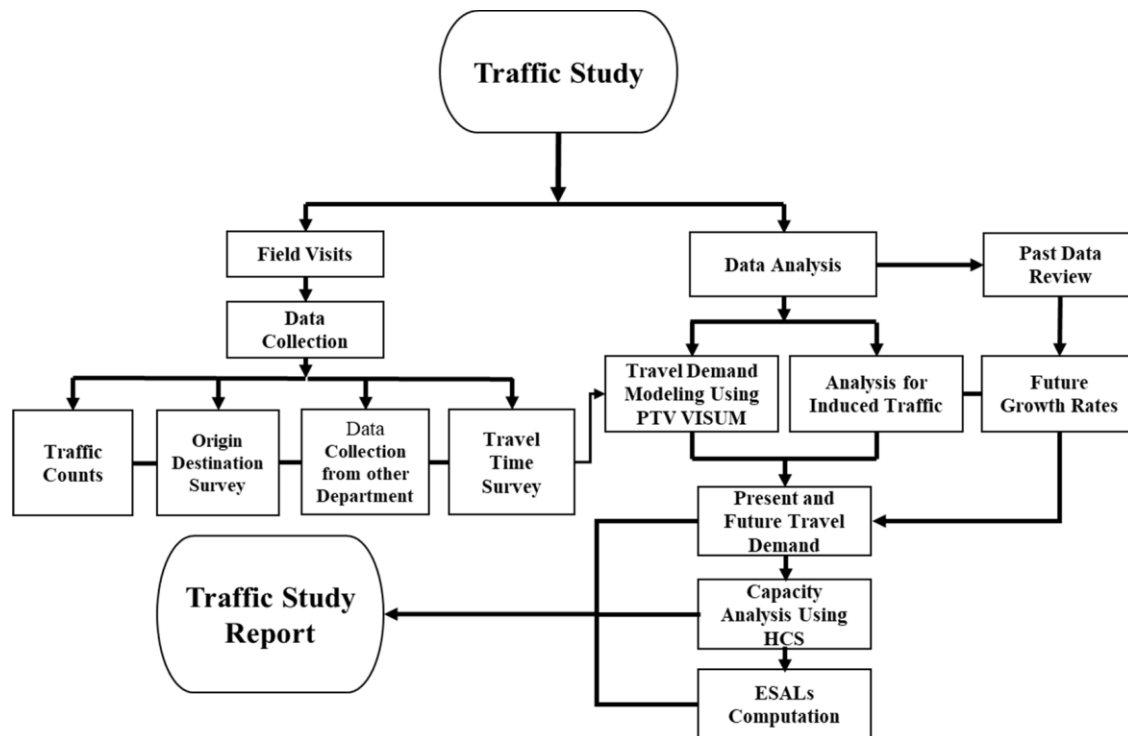 Traffic Study
Field Visits
Data Analysis
Past Data
Review
Data
Collection
Travel Demand
Modeling Using
PTV VISUM
Analysis for
Induced Traffic
Future
Growth Rates
Traffic
Counts
Origin
Destination
Survey
Data
Collection
from other
Department
Travel
Time
Survey
Present and
Future Travel
Demand
Traffic Study
Report
Capacity
Analysis Using
HCS
ESALs
Computation